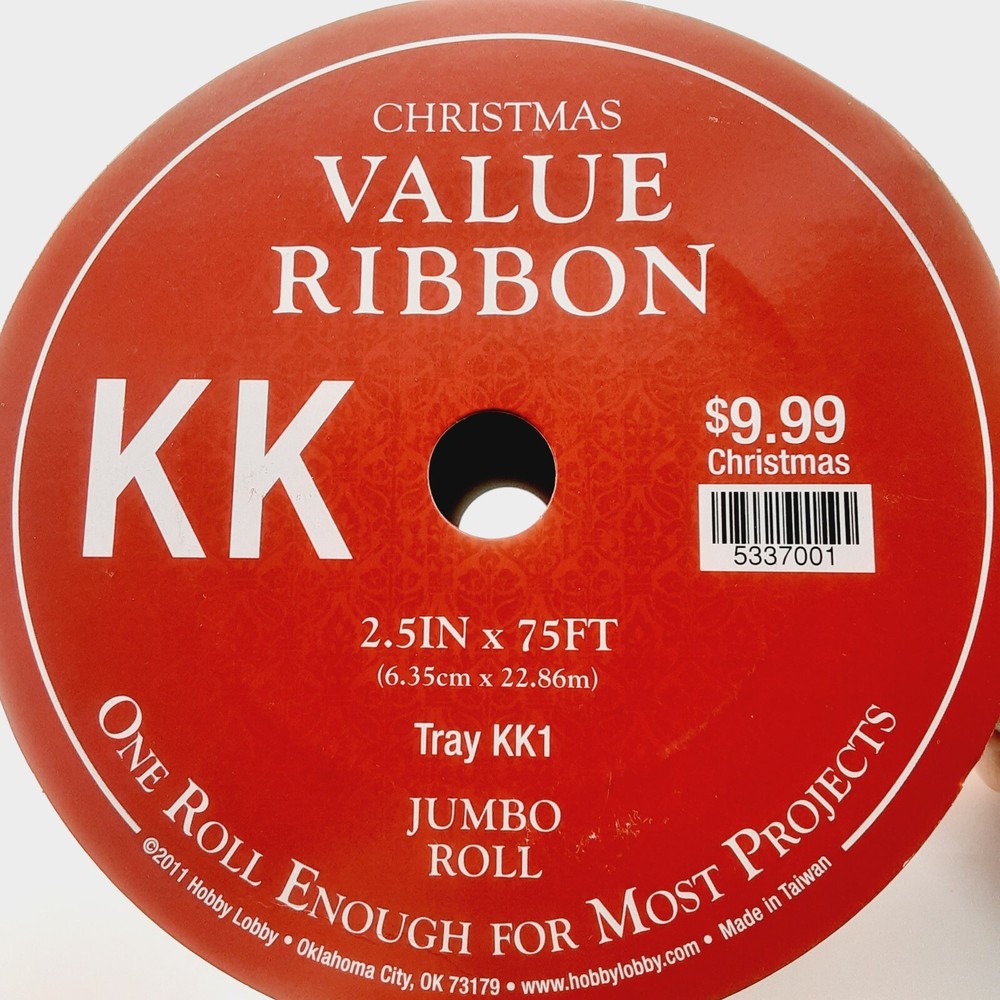 CHRISTMAS
VALUE
RIBBON
KK
$9.99
Christmas
5337001
2.5IN x 75FT
(6.35cm x 22.86m)
Tray KK1
JUMBO
ROLL
ONE ROLL ENOUGH FOR MOST PROJECTS
©2011 Hobby Lobby • Oklahoma City, OK 73179 • www.hobbylobby.com • Made in Taiwan